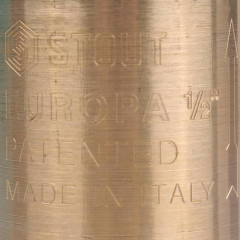 STOUT
EUROPA 1/2"
PATENTED
MADE IN ITALY